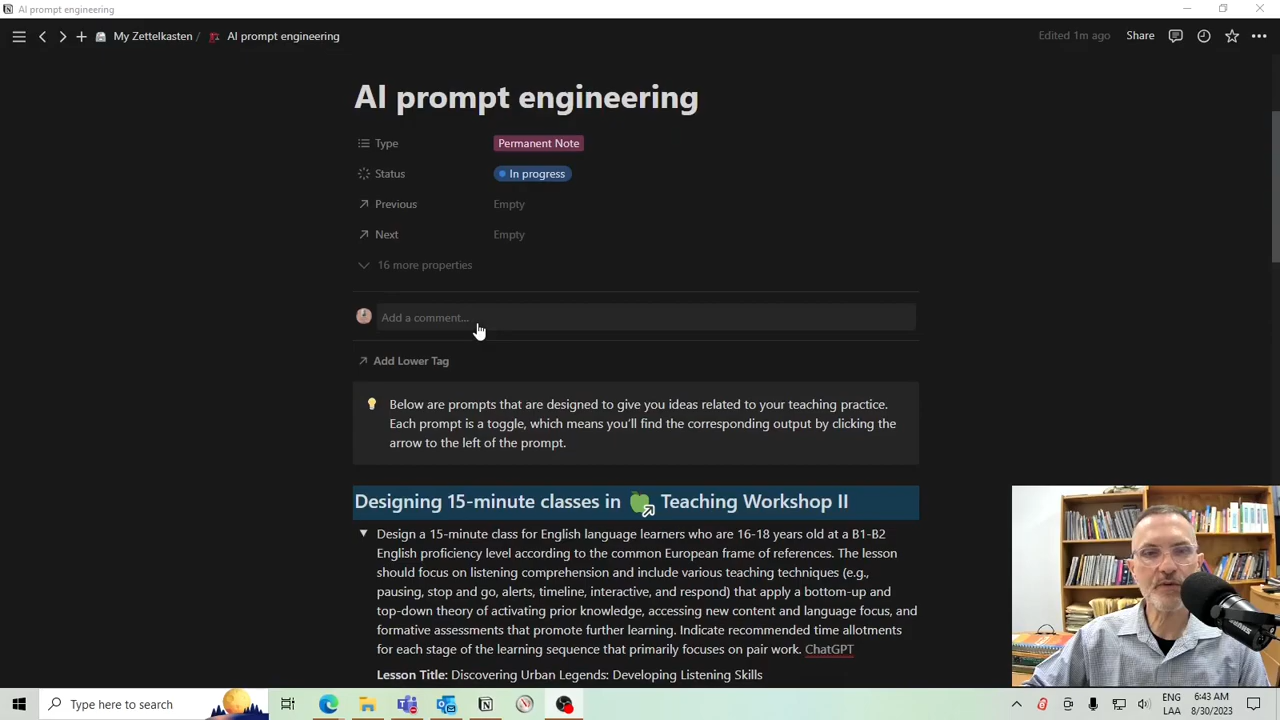 AI prompt engineering
My Zettelkasten / AI prompt engineering
Edited 1m ago Share
AI prompt engineering
Type Permanent Note
Status In progress
Previous Empty
Next Empty
16 more properties
Add a comment...
Add Lower Tag
Below are prompts that are designed to give you ideas related to your teaching practice.
Each prompt is a toggle, which means you'll find the corresponding output by clicking the
arrow to the left of the prompt.
Designing 15-minute classes in Teaching Workshop II
Design a 15-minute class for English language learners who are 16-18 years old at a B1-B2
English proficiency level according to the common European frame of references. The lesson
should focus on listening comprehension and include various teaching techniques (e.g.,
pausing, stop and go, alerts, timeline, interactive, and respond) that apply a bottom-up and
top-down theory of activating prior knowledge, accessing new content and language focus, and
formative assessments that promote further learning. Indicate recommended time allotments
for each stage of the learning sequence that primarily focuses on pair work. ChatGPT
Lesson Title: Discovering Urban Legends: Developing Listening Skills
Type here to search
ENG
LAA
6:43 AM
8/30/2023